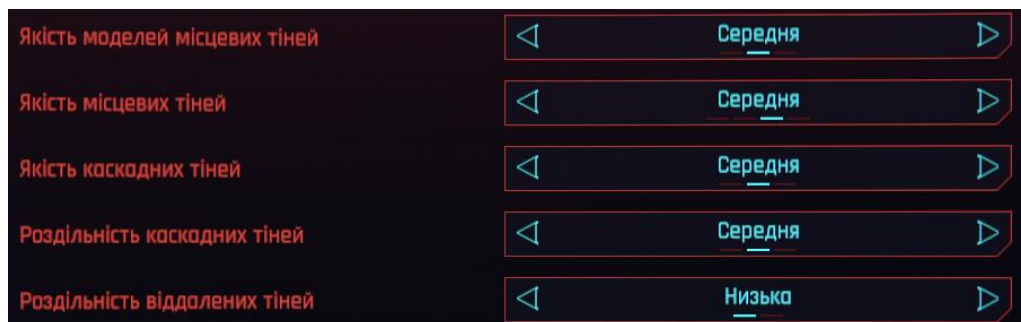 Якість моделей місцевих тіней
Середня
Якість місцевих тіней
Середня
Якість каскадних тіней
Середня
Роздільність каскадних тіней
Середня
Роздільність віддалених тіней
Низька